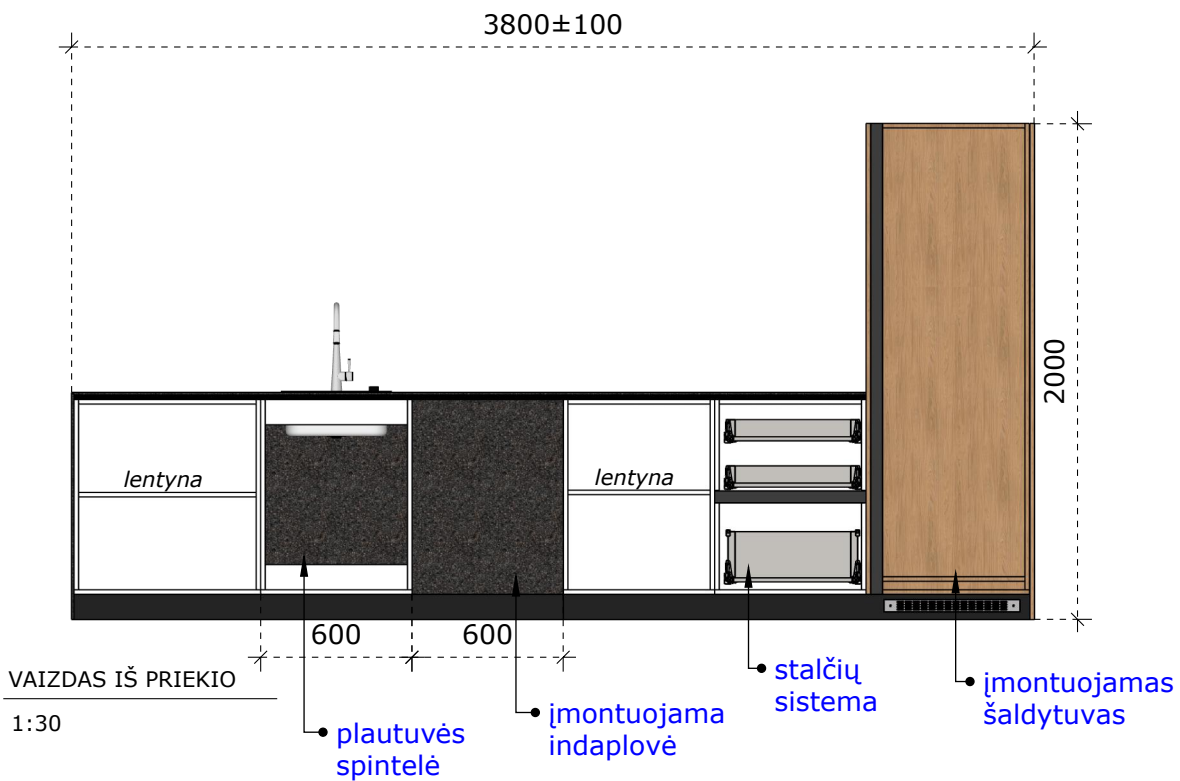 3800±100
2000
lentyna
lentyna
600
600
VAIZDAS IŠ PRIEKIO
1:30
plautuvės
spintelė
įmontuojama
indaplovė
stalčių
sistema
įmontuojamas
šaldytuvas